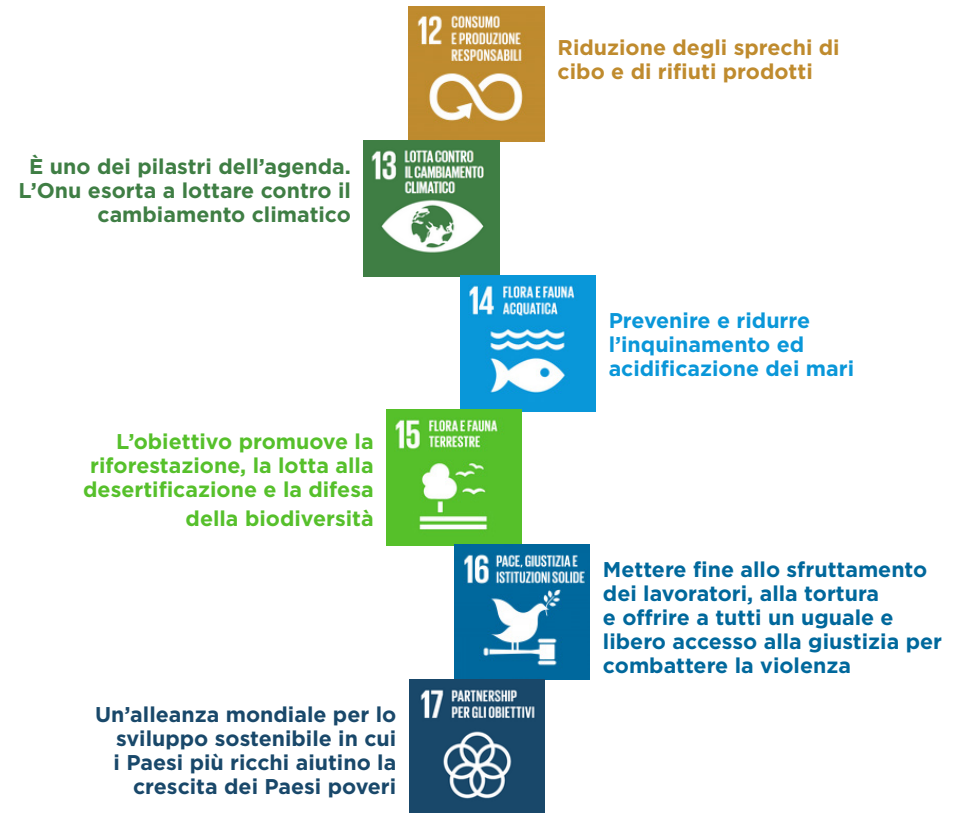 12 CONSUMO
E PRODUZIONE
RESPONSABILI
Riduzione degli sprechi di
cibo e di rifiuti prodotti
È uno dei pilastri dell’agenda.
L’Onu esorta a lottare contro il
cambiamento climatico
13 LOTTA CONTRO
IL CAMBIAMENTO
CLIMATICO
14 FLORA E FAUNA
ACQUATICA
Prevenire e ridurre
l’inquinamento ed
acidificazione dei mari
L’obiettivo promuove la
riforestazione, la lotta alla
desertificazione e la difesa
della biodiversità
15 FLORA E FAUNA
TERRESTRE
16 PACE, GIUSTIZIA E
ISTITUZIONI SOLIDE
Mettere fine allo sfruttamento
dei lavoratori, alla tortura
e offrire a tutti un uguale e
libero accesso alla giustizia per
combattere la violenza
Un’alleanza mondiale per lo
sviluppo sostenibile in cui
i Paesi più ricchi aiutino la
crescita dei Paesi poveri
17 PARTNERSHIP
PER GLI OBIETTIVI